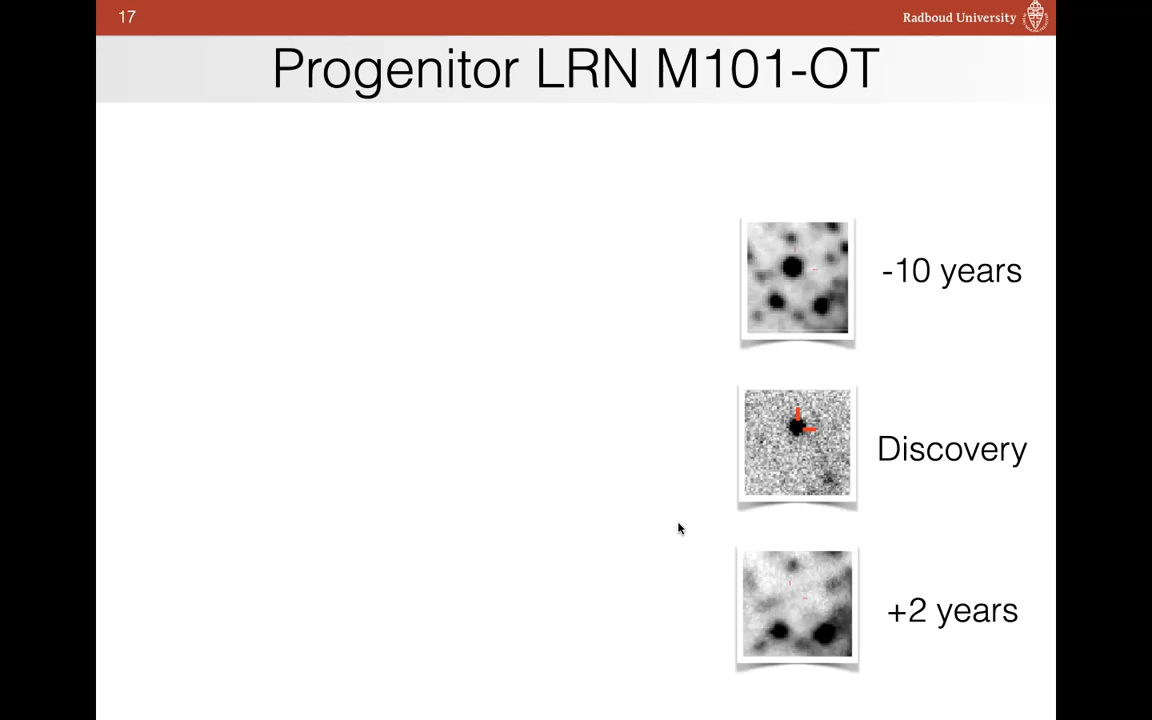 17
Radboud University
Progenitor LRN M101-OT
-10 years
Discovery
+2 years